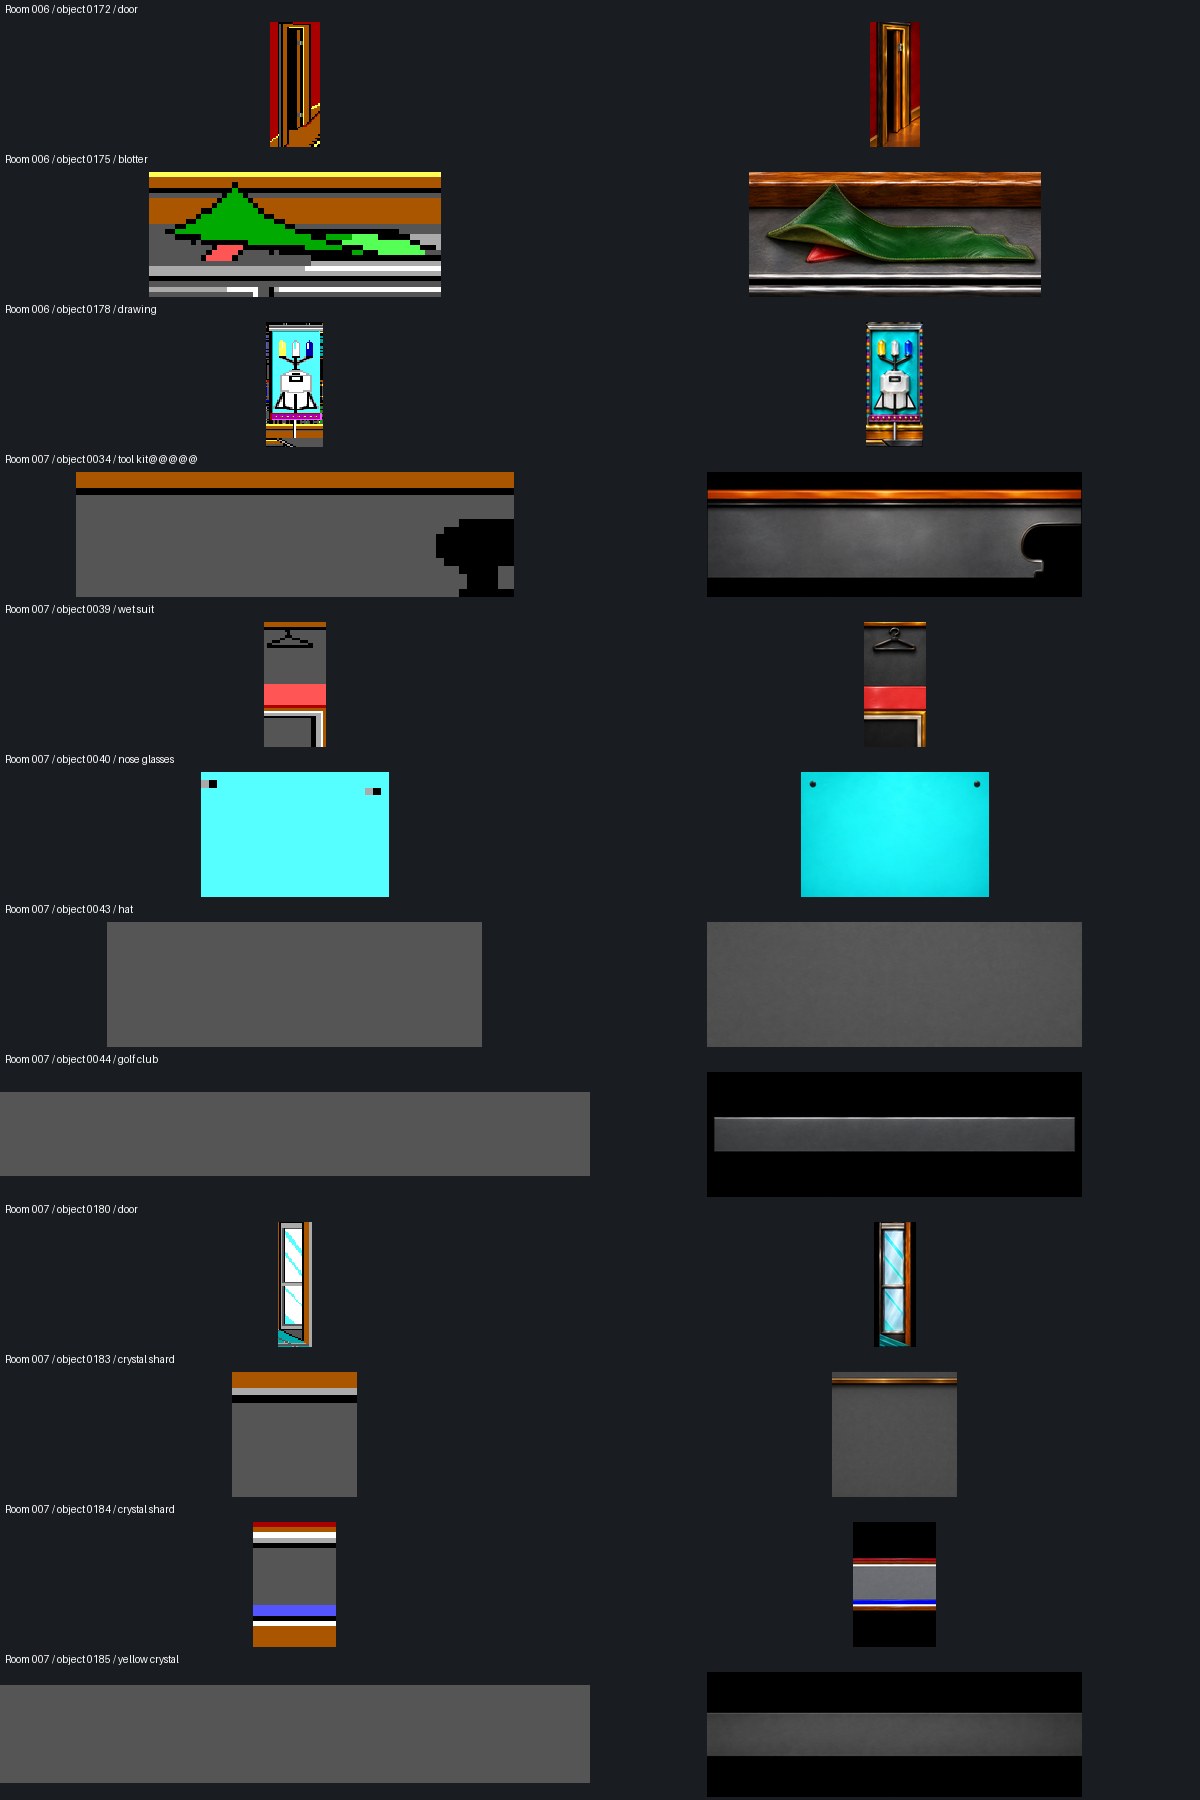 Room 006 / object 0172 / door
Room 006 / object 0175 / blotter
Room 006 / object 0178 / drawing
Room 007 / object 0034 / tool kit@@@@@
Room 007 / object 0039 / wet suit
Room 007 / object 0040 / nose glasses
Room 007 / object 0043 / hat
Room 007 / object 0044 / golf club
Room 007 / object 0180 / door
Room 007 / object 0183 / crystal shard
Room 007 / object 0184 / crystal shard
Room 007 / object 0185 / yellow crystal